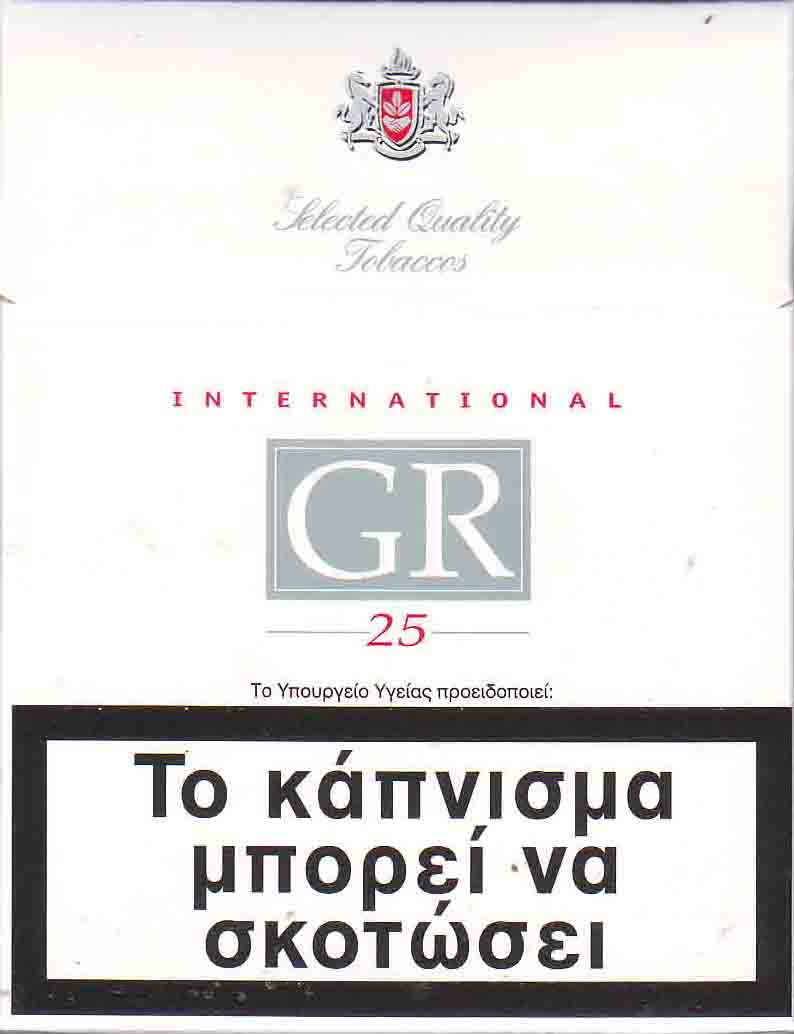 Selected Quality
Tobaccos
INTERNATIONAL
GR
25
Το Υπουργείο Υγείας προειδοποιεί:
Το κάπνισμα
μπορεί να
σκοτώσει